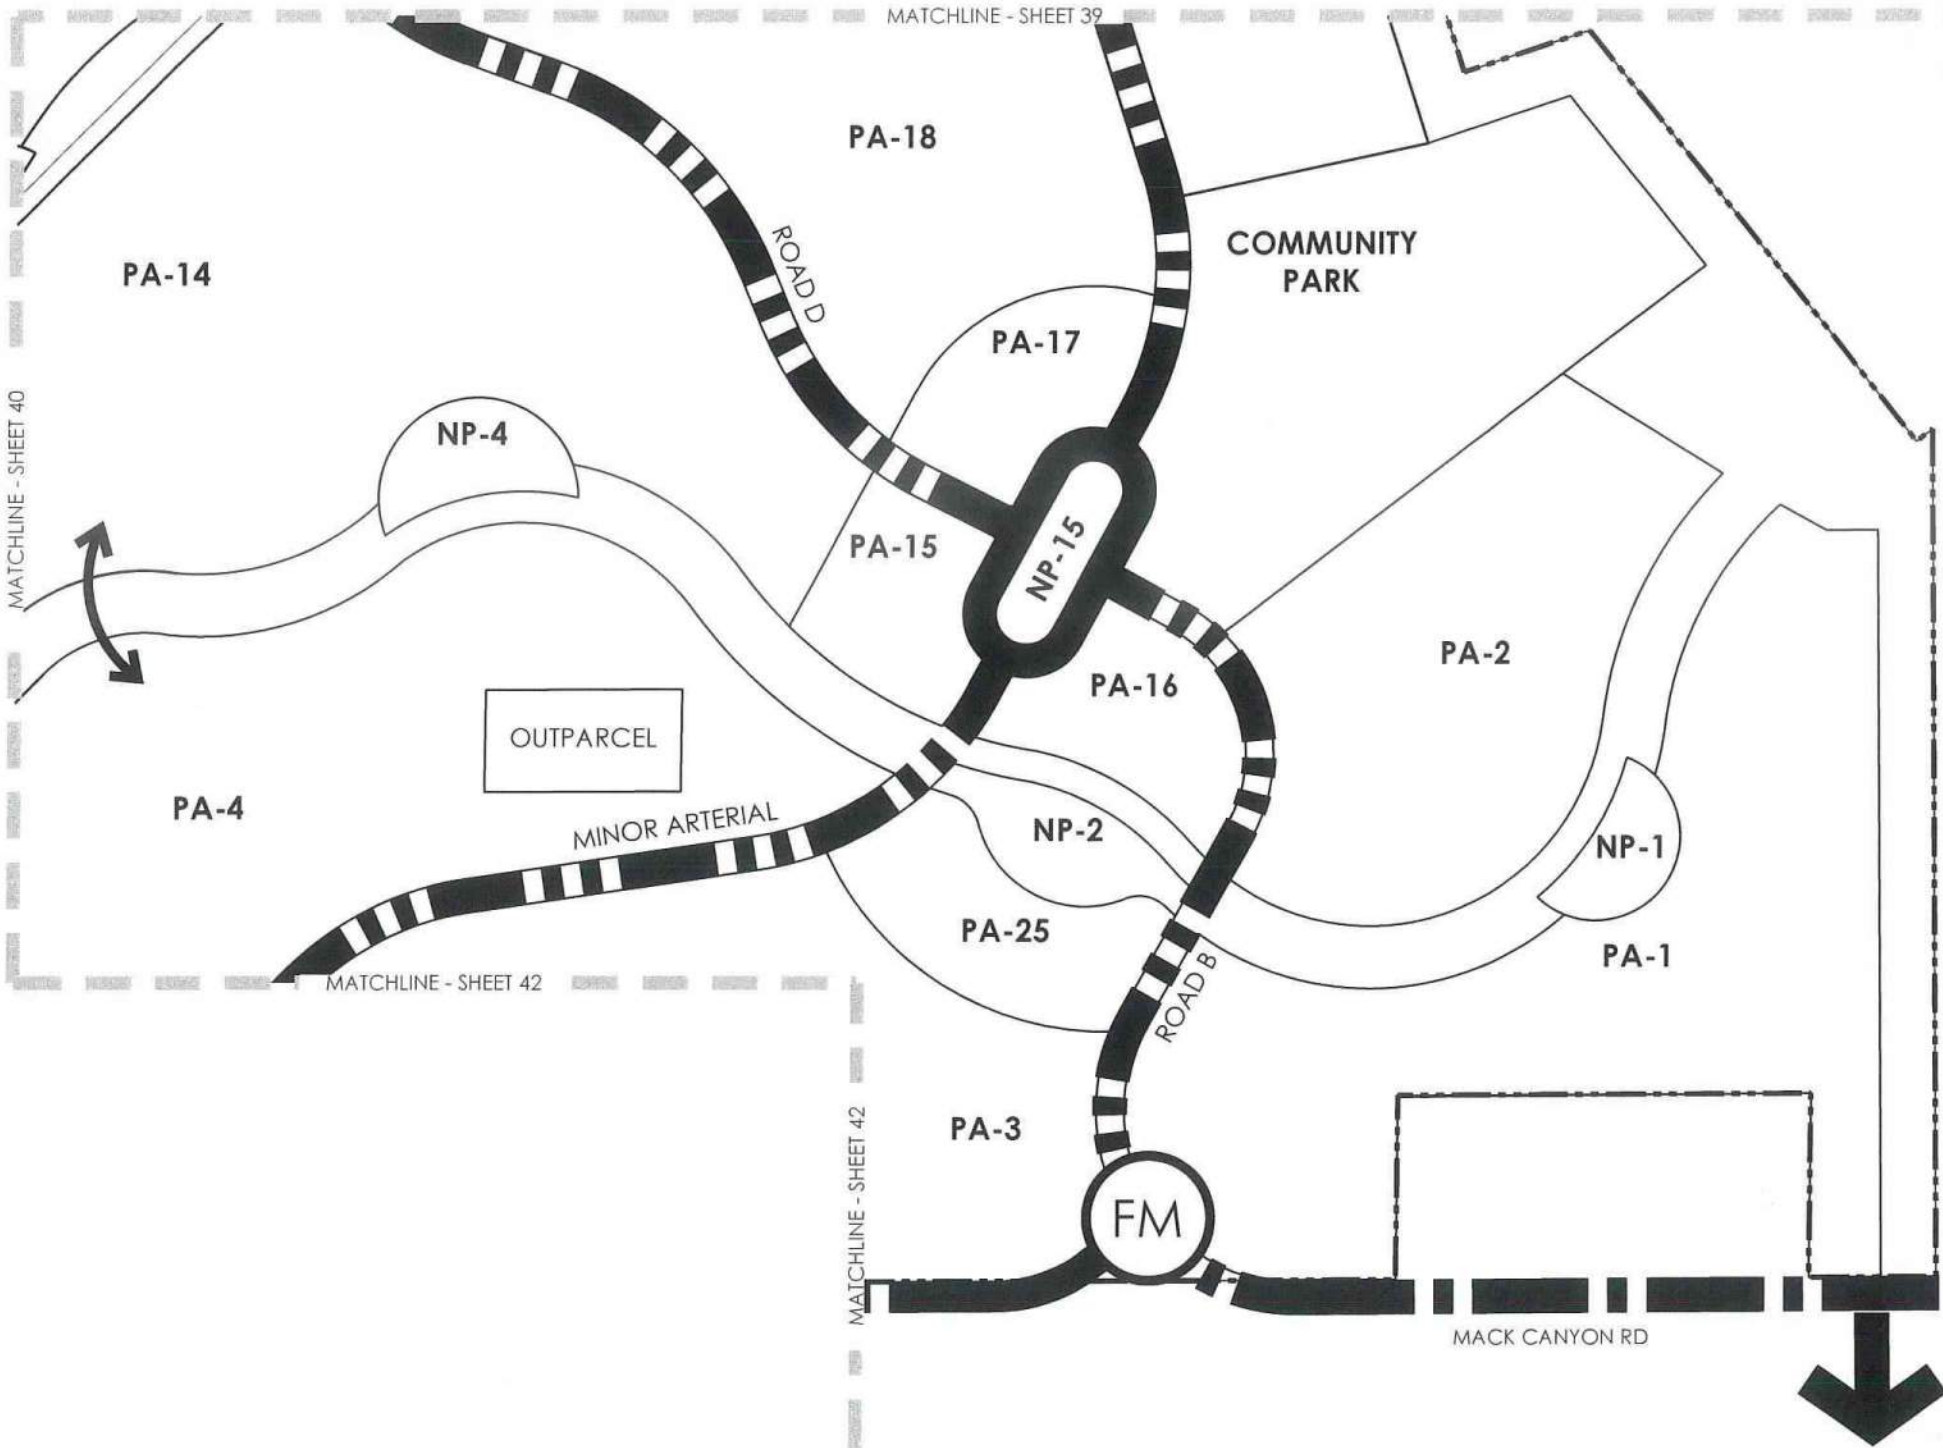 MATCHLINE - SHEET 39
PA-18
COMMUNITY
PARK
ROAD D
PA-14
PA-17
NP-4
MATCHLINE - SHEET 40
PA-15
NP-15
PA-2
PA-16
OUTPARCEL
PA-4
MINOR ARTERIAL
NP-2
NP-1
PA-25
PA-1
MATCHLINE - SHEET 42
ROAD B
PA-3
MATCHLINE - SHEET 42
FM
MACK CANYON RD